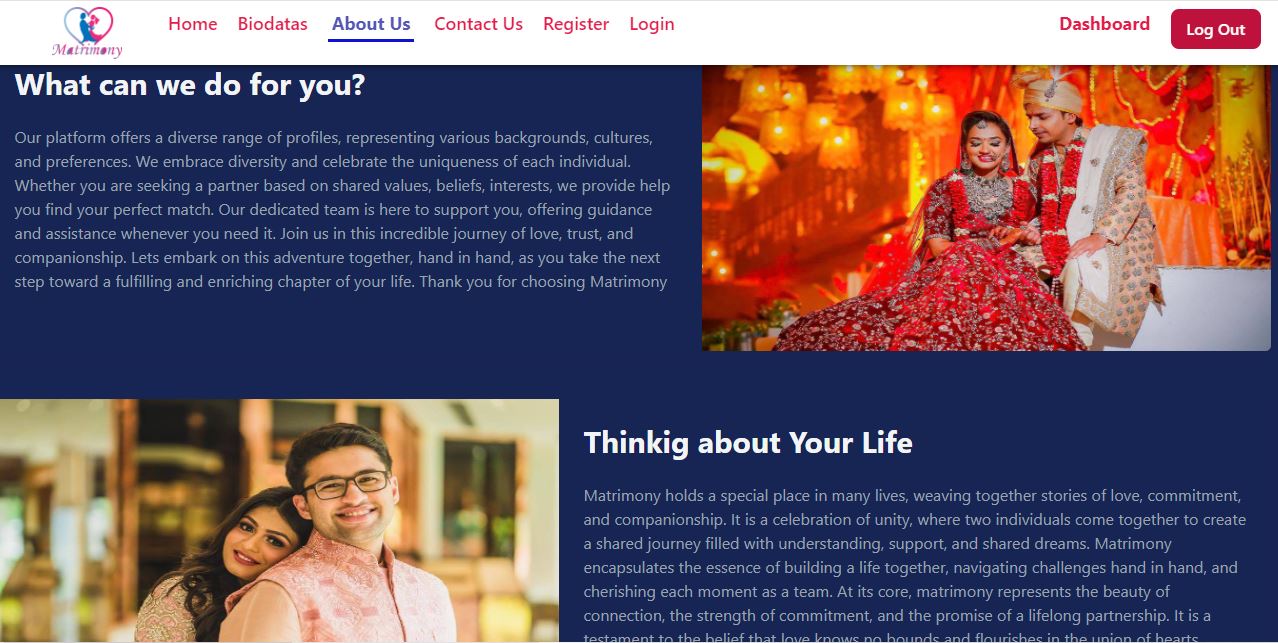 Matrimony
Home Biodatas About Us Contact Us Register Login Dashboard Log Out
What can we do for you?
Our platform offers a diverse range of profiles, representing various backgrounds, cultures,
and preferences. We embrace diversity and celebrate the uniqueness of each individual.
Whether you are seeking a partner based on shared values, beliefs, interests, we provide help
you find your perfect match. Our dedicated team is here to support you, offering guidance
and assistance whenever you need it. Join us in this incredible journey of love, trust, and
companionship. Lets embark on this adventure together, hand in hand, as you take the next
step toward a fulfilling and enriching chapter of your life. Thank you for choosing Matrimony
Thinkig about Your Life
Matrimony holds a special place in many lives, weaving together stories of love, commitment,
and companionship. It is a celebration of unity, where two individuals come together to create
a shared journey filled with understanding, support, and shared dreams. Matrimony
encapsulates the essence of building a life together, navigating challenges hand in hand, and
cherishing each moment as a team. At its core, matrimony represents the beauty of
connection, the strength of commitment, and the promise of a lifelong partnership. It is a
testament to the belief that love knows no bounds and flourishes in the union of hearts